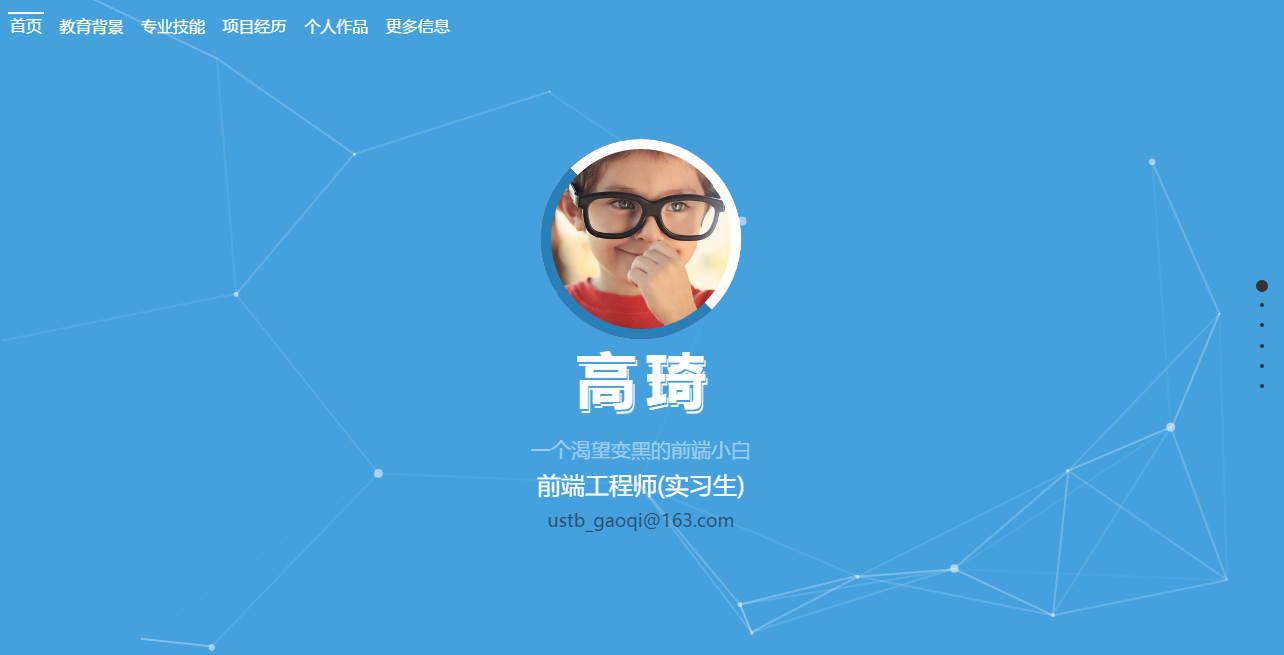 首页 教育背景 专业技能 项目经历 个人作品 更多信息
高琦
一个渴望变黑的前端小白
前端工程师(实习生)
ustb_gaoqi@163.com